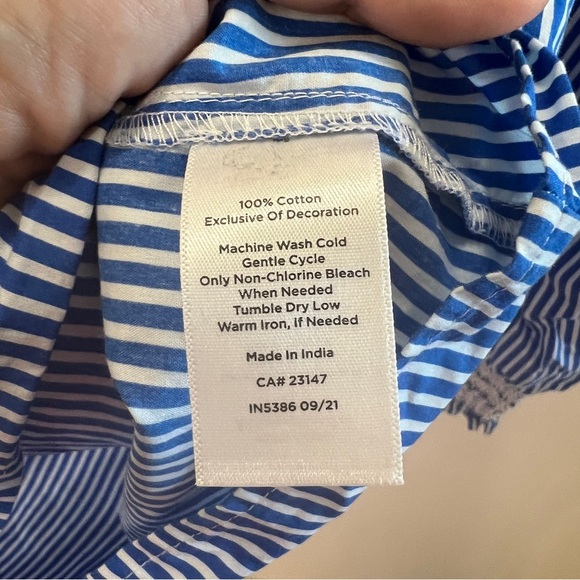 100% Cotton
Exclusive Of Decoration
Machine Wash Cold
Gentle Cycle
Only Non-Chlorine Bleach
When Needed
Tumble Dry Low
Warm Iron, If Needed
Made In India
CA# 23147
IN5386 09/21